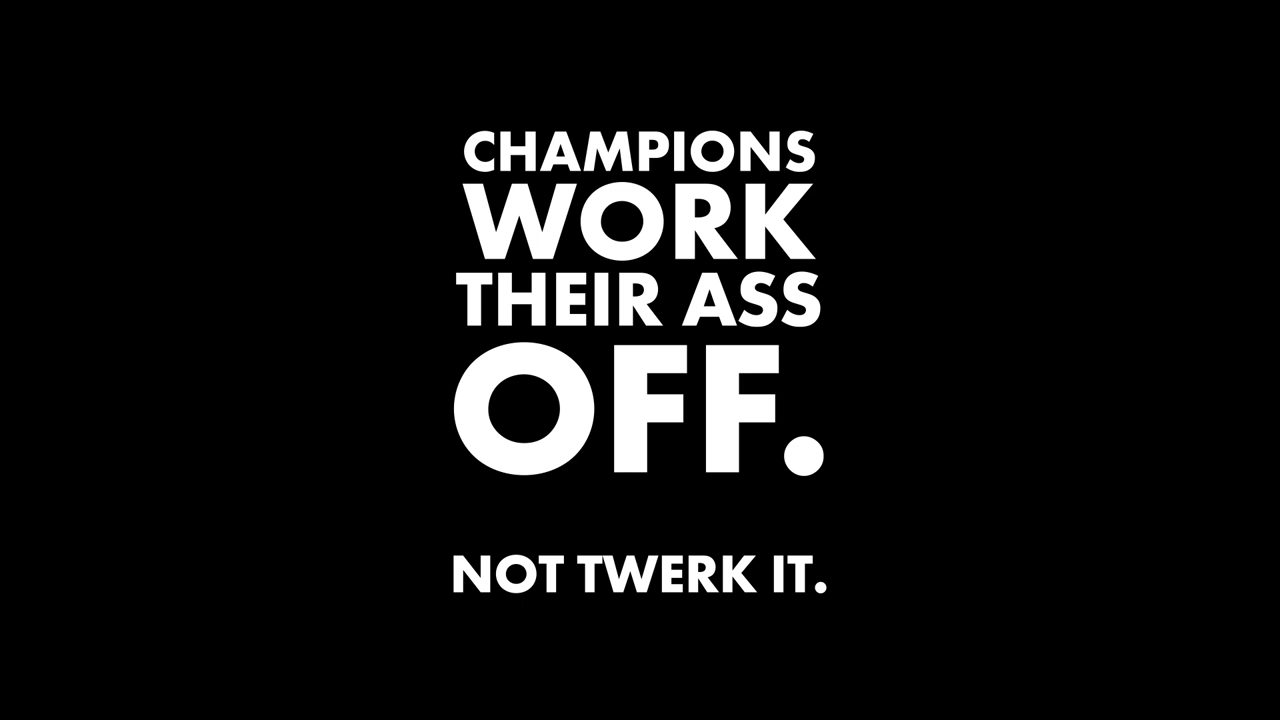 CHAMPIONS
WORK
THEIR ASS
OFF.
NOT TWERK IT.